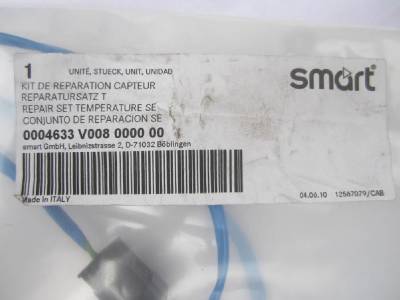 1 UNITÉ, STUECK, UNIT, UNIDAD
smart
KIT DE REPARATION CAPTEUR
REPARATURSATZ T
REPAIR SET TEMPERATURE SE
CONJUNTO DE REPARACION SE
0004633 V008 0000 00
smart GmbH, Leibnizstrasse 2, D-71032 Böblingen
Made in ITALY
04.06.10 12587079/CAB